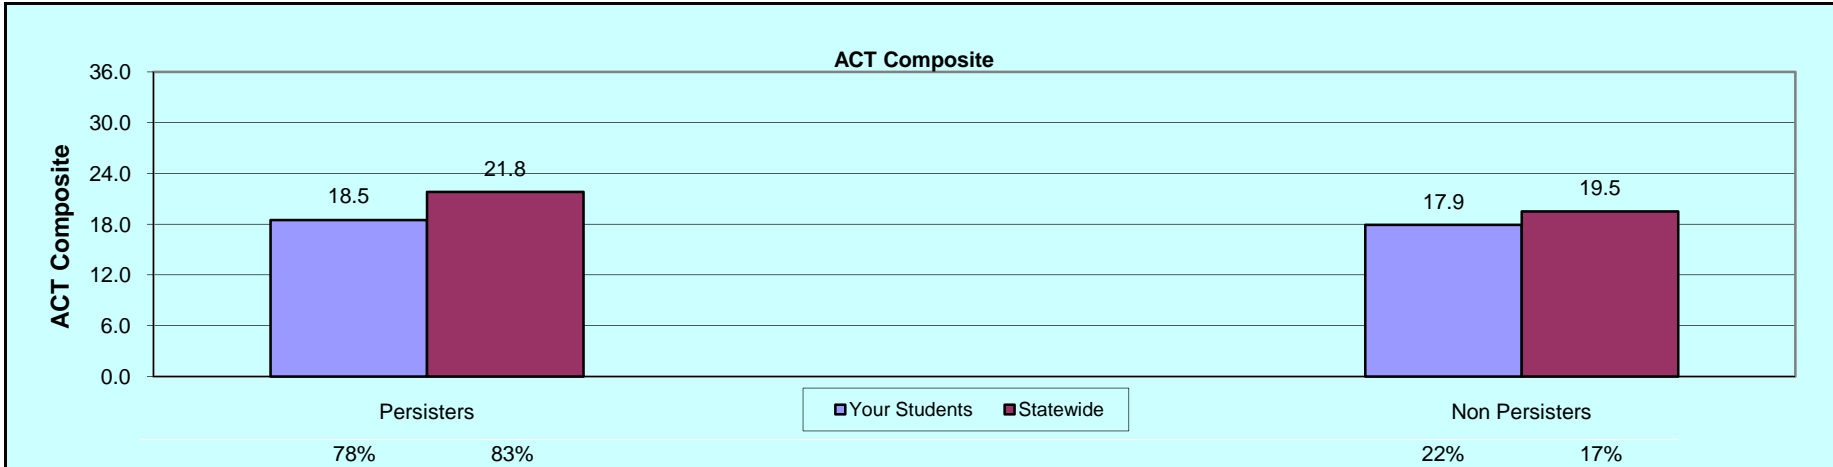 ACT Composite
ACT Composite
36.0
30.0
24.0
18.0
12.0
6.0
0.0
18.5
21.8
17.9
19.5
Persisters
Your Students Statewide
Non Persisters
78% 83% 22% 17%